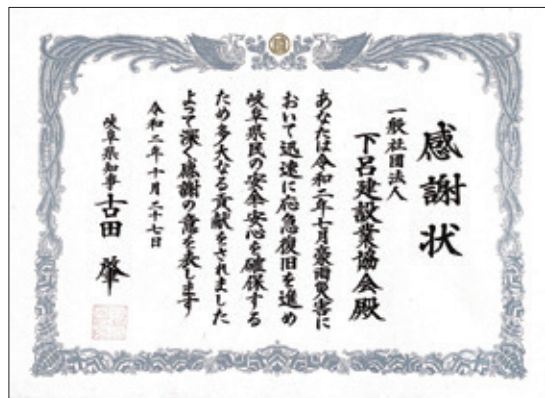 感謝状
一般社団法人
下呂建設業協会殿
あなたは令和二年七月豪雨災害に
おいて迅速に応急復旧を進め
岐阜県民の安全・安心を確保する
ため多大なる貢献をされました
よって深く感謝の意を表します
令和二年十月二十七日
岐阜県知事 古田 肇